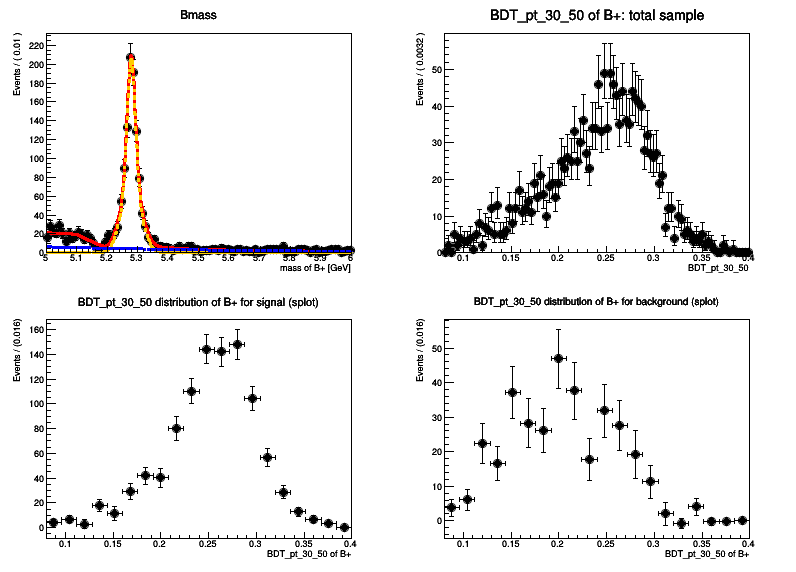 Bmass
Events / ( 0.01 )
220
200
180
160
140
120
100
80
60
40
20
0
5 5.1 5.2 5.3 5.4 5.5 5.6 5.7 5.8 5.9 6
mass of B+ [GeV]
BDT_pt_30_50 of B+: total sample
Events / ( 0.0032 )
50
40
30
20
10
0
0.1 0.15 0.2 0.25 0.3 0.35 0.4
BDT_pt_30_50
BDT_pt_30_50 distribution of B+ for signal (splot)
Events / (0.016)
160
140
120
100
80
60
40
20
0
0.1 0.15 0.2 0.25 0.3 0.35 0.4
BDT_pt_30_50 of B+
BDT_pt_30_50 distribution of B+ for background (splot)
Events / (0.016)
50
40
30
20
10
0
0.1 0.15 0.2 0.25 0.3 0.35 0.4
BDT_pt_30_50 of B+